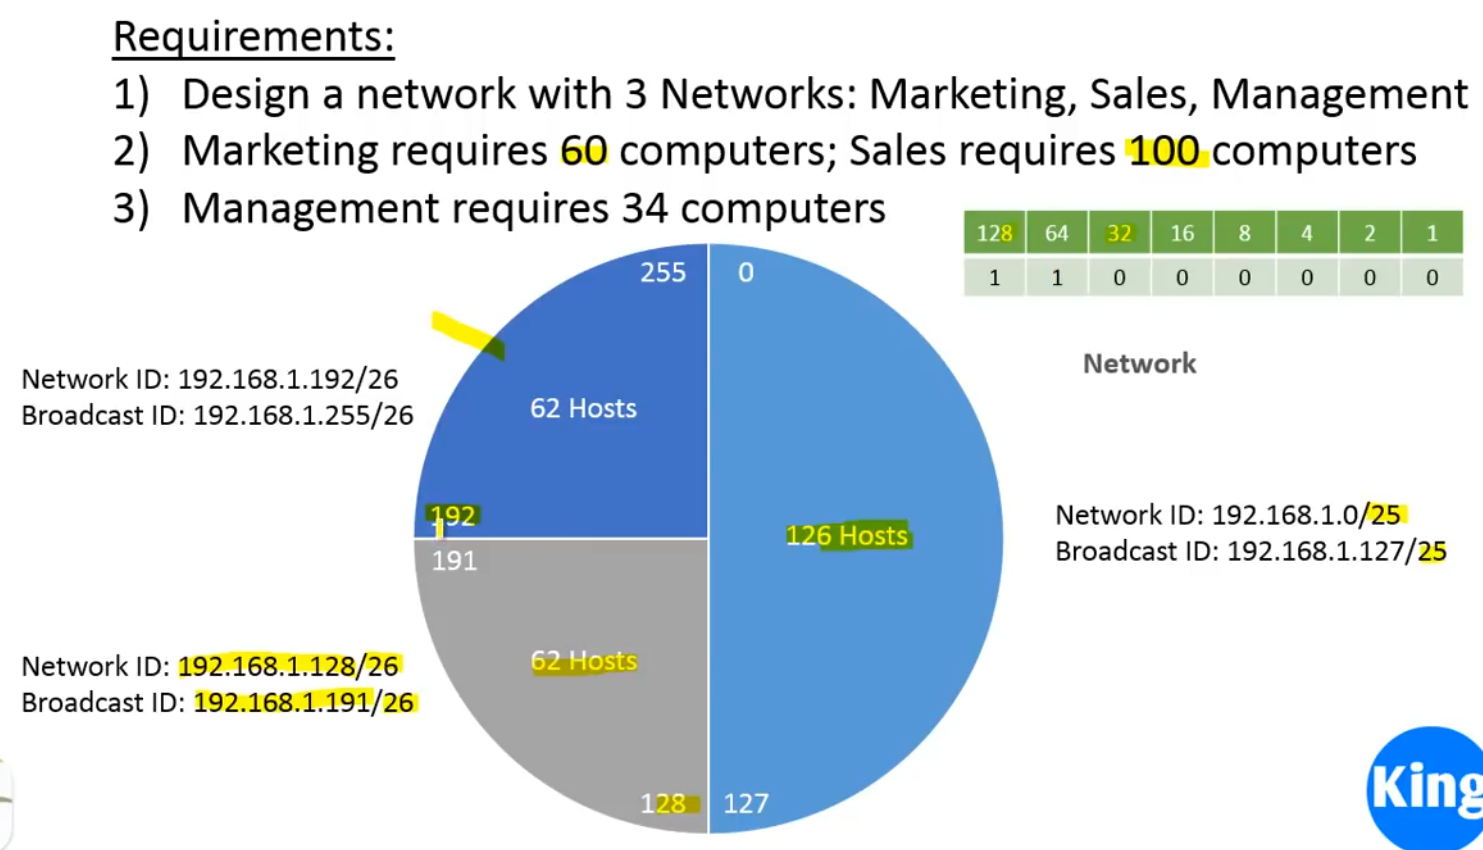 Requirements:
1) Design a network with 3 Networks: Marketing, Sales, Management
2) Marketing requires 60 computers; Sales requires 100 computers
3) Management requires 34 computers
128 64 32 16 8 4 2 1
1 1 0 0 0 0 0 0
Network
255
0
62 Hosts
192
191
126 Hosts
62 Hosts
128
127
Network ID: 192.168.1.192/26
Broadcast ID: 192.168.1.255/26
Network ID: 192.168.1.0/25
Broadcast ID: 192.168.1.127/25
Network ID: 192.168.1.128/26
Broadcast ID: 192.168.1.191/26
King